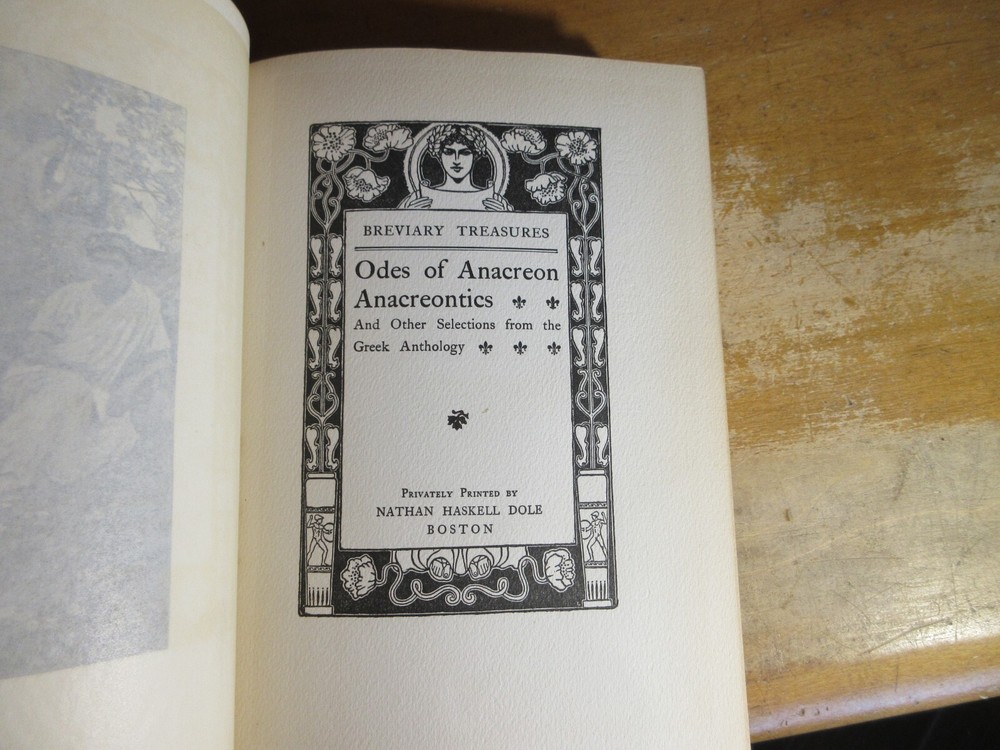 BREVIARY TREASURES
Odes of Anacreon
Anacreontics
And Other Selections from the
Greek Anthology
PRIVATELY PRINTED BY
NATHAN HASKELL DOLE
BOSTON